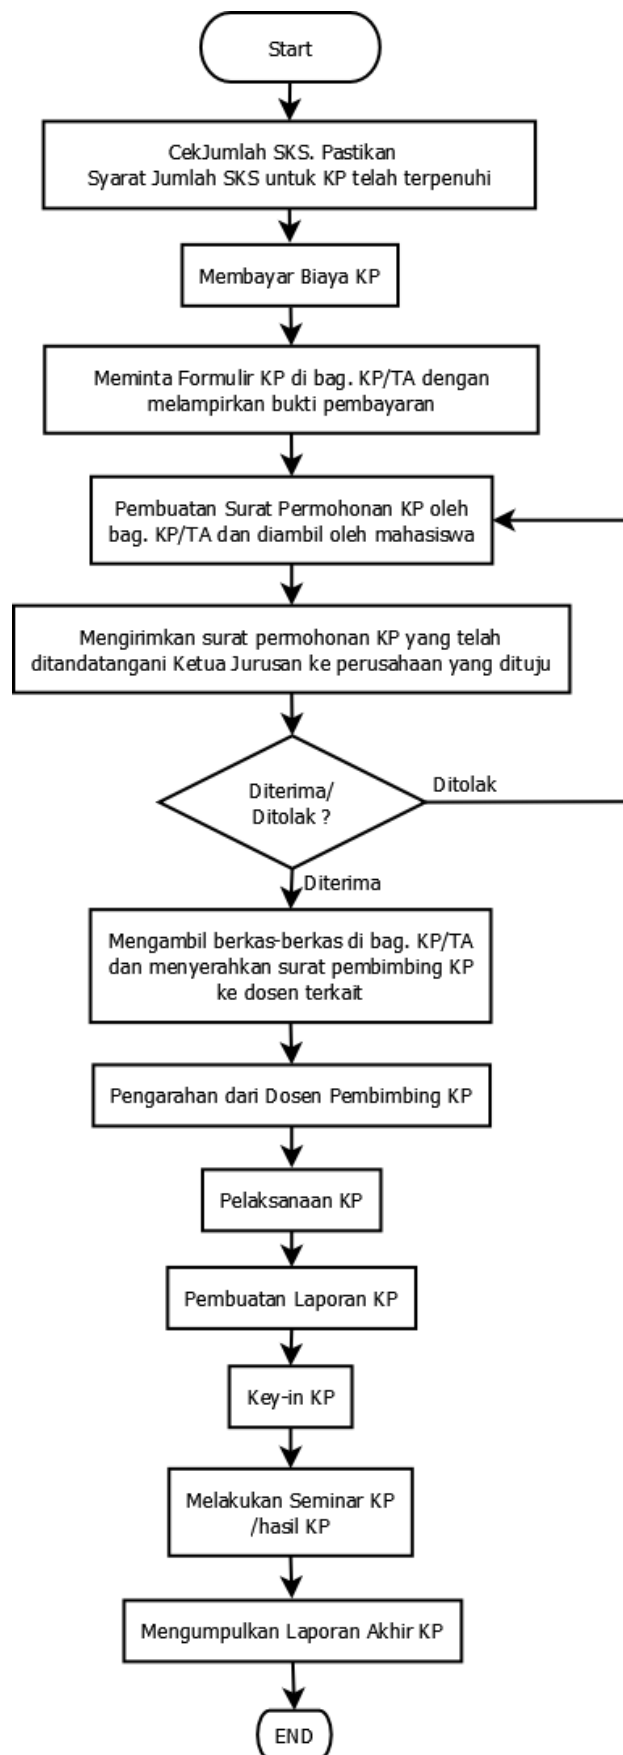 Start
CekJumlah SKS. Pastikan
Syarat Jumlah SKS untuk KP telah terpenuhi
Membayar Biaya KP
Meminta Formulir KP di bag. KP/TA dengan
melampirkan bukti pembayaran
Pembuatan Surat Permohonan KP oleh
bag. KP/TA dan diambil oleh mahasiswa
Mengirimkan surat permohonan KP yang telah
ditandatangani Ketua Jurusan ke perusahaan yang dituju
Diterima/
Ditolak ?
Ditolak
Diterima
Mengambil berkas-berkas di bag. KP/TA
dan menyerahkan surat pembimbing KP
ke dosen terkait
Pengarahan dari Dosen Pembimbing KP
Pelaksanaan KP
Pembuatan Laporan KP
Key-in KP
Melakukan Seminar KP
/hasil KP
Mengumpulkan Laporan Akhir KP
END